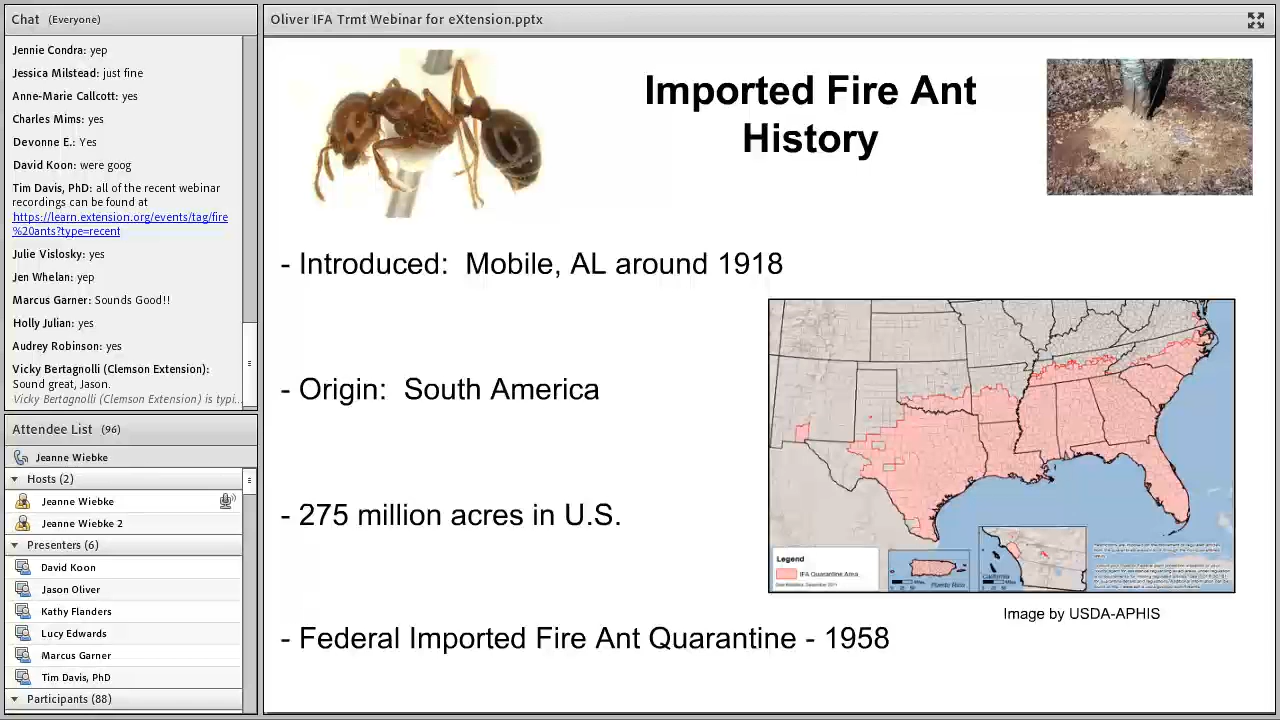 Chat (Everyone)
Jennie Condra: yep
Jessica Milstead: just fine
Anne-Marie Callcott: yes
Charles Mims: yes
Devorah E.: Yes
David Kon: we're goog
Tim Davis, PhD: all of the recent webinar
recordings can be found at
https://learn.extension.org/events/tag/fire
%20ants?type=recent
Julie Vislosky: yes
Jen Whelan: yep
Marcus Garner: Sounds Good!!
Holly Julian: yes
Audrey Robinson: yes
Vicky Bertagnolli (Clemson Extension):
Sound great, Jason.
Vicky Bertagnolli (Clemson Extension) is typi...
Attendee List (96)
Jeanne Wiebke
Hosts (2)
Jeanne Wiebke
Jeanne Wiebke 2
Presenters (6)
David Kon
Jason Oliver
Kathy Flanders
Lucy Edwards
Marcus Garner
Tim Davis, PhD
Participants (88)
Oliver IFA Trmt Webinar for eXtension.pptx
Imported Fire Ant
History
- Introduced: Mobile, AL around 1918
- Origin: South America
- 275 million acres in U.S.
- Federal Imported Fire Ant Quarantine - 1958
Legend
IFA Quarantine Area
Puerto Rico
California
Image by USDA-APHIS